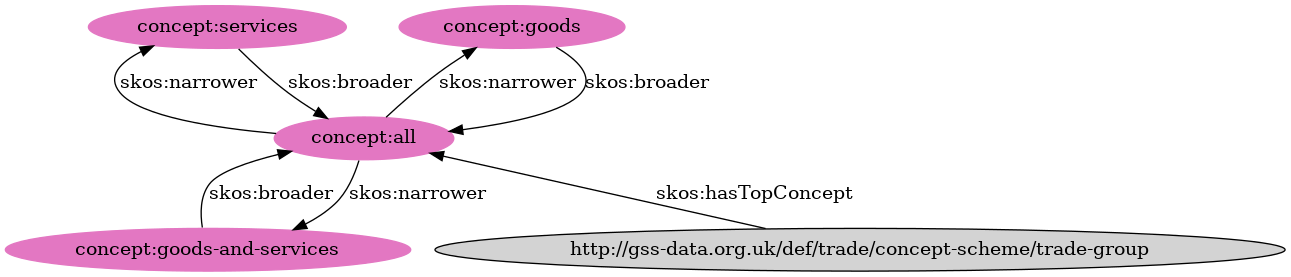 concept:services
concept:goods
skos:narrower
skos:broader
skos:narrower
skos:broader
concept:all
skos:broader
skos:narrower
skos:hasTopConcept
concept:goods-and-services
http://gss-data.org.uk/def/trade/concept-scheme/trade-group